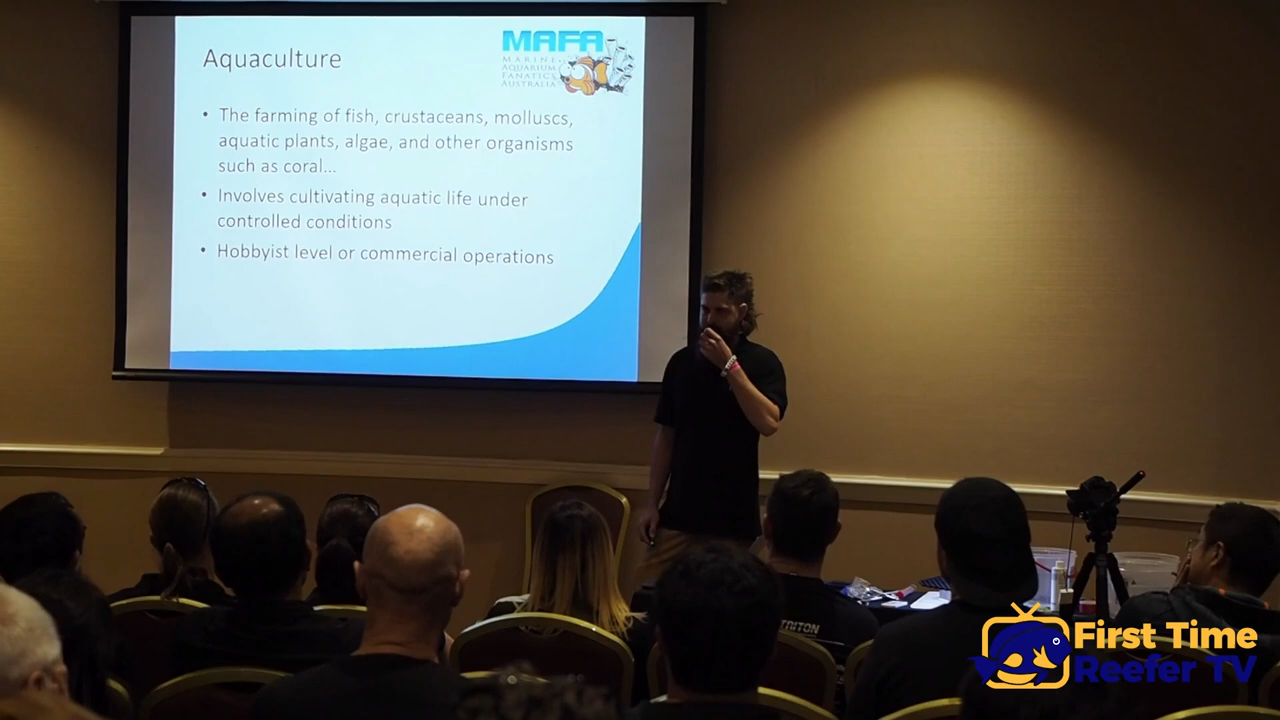 Aquaculture
MAFA
MARINE
AQUARIUM
FANATICS
AUSTRALIA
• The farming of fish, crustaceans, molluscs,
aquatic plants, algae, and other organisms
such as coral...
• Involves cultivating aquatic life under
controlled conditions
• Hobbyist level or commercial operations
TRITON
First Time
Reefer TV